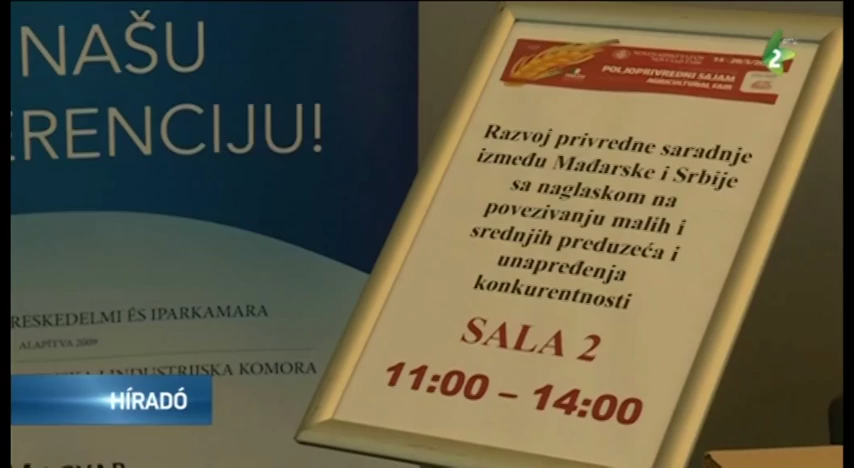 NAŠU
ERENCIJU!
RESKEDELMI ÉS IPARKAMARA
ALAPÍTVA 2009
INDUSTRIJSKA KOMORA
HÍRADÓ
POLJOPRIVREDNI SAJAM
AGRICULTURAL FAIR
2
Razvoj privredne saradnje
između Mađarske i Srbije
sa naglaskom na
povezivanju malih i
srednjih preduzeća i
unapređenja
konkurentnosti
SALA 2
11:00 – 14:00